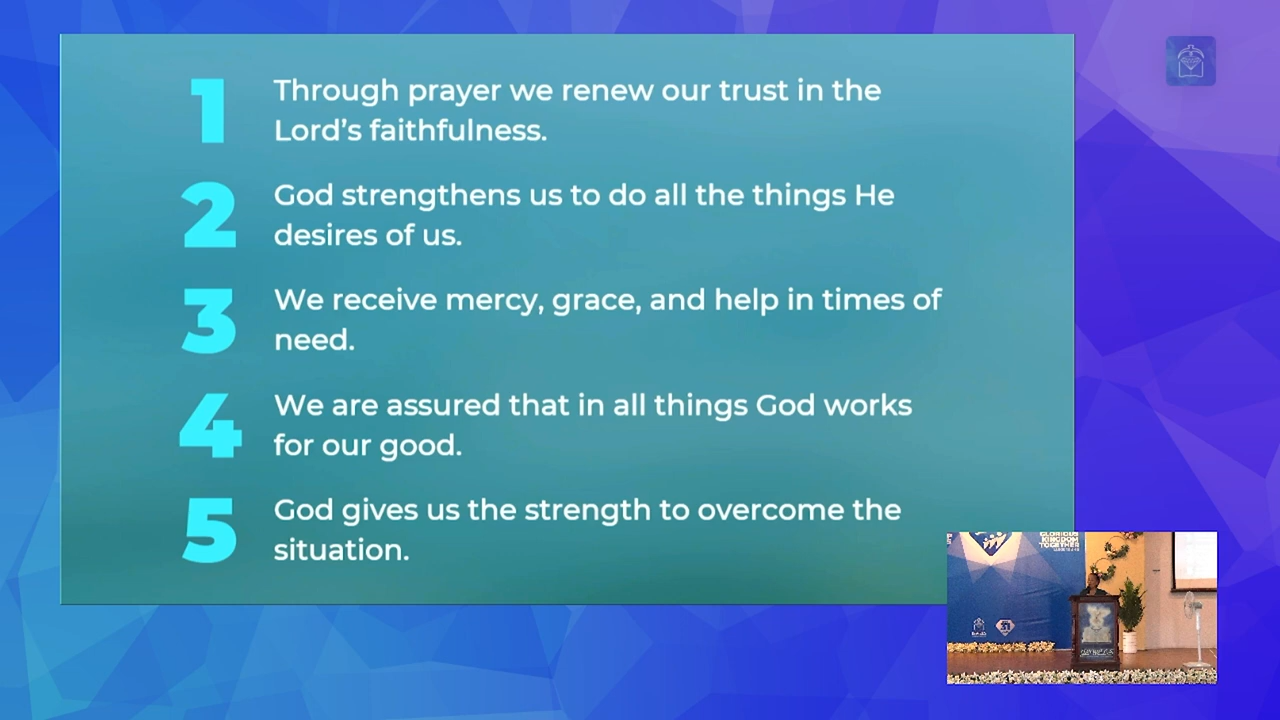 1
Through prayer we renew our trust in the
Lord’s faithfulness.
2
God strengthens us to do all the things He
desires of us.
3
We receive mercy, grace, and help in times of
need.
4
We are assured that in all things God works
for our good.
5
God gives us the strength to overcome the
situation.
GLORIOUS
KINGDOM
TOGETHER